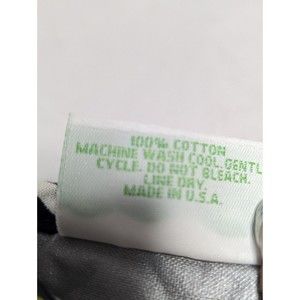 100% COTTON
MACHINE WASH COOL. GENTL
CYCLE. DO NOT BLEACH.
LINE DRY.
MADE IN U.S.A.